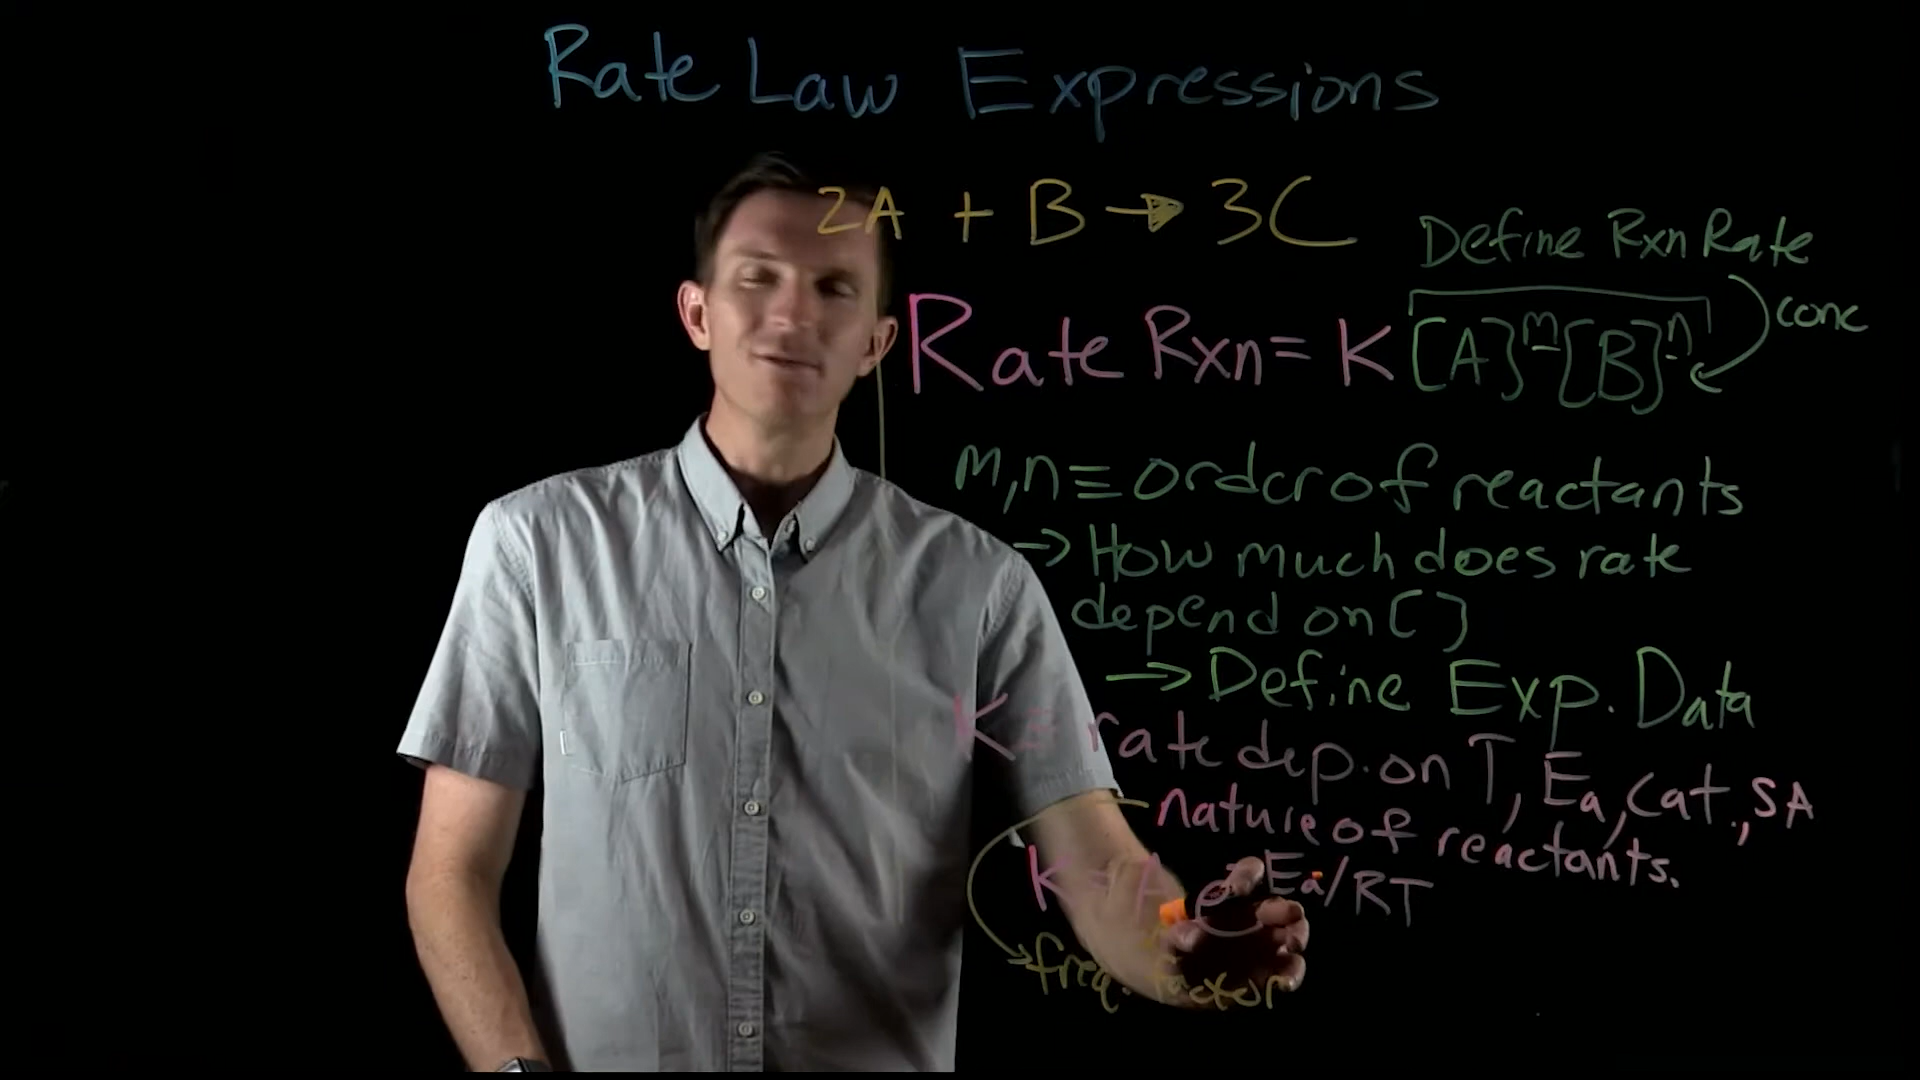 Rate Law Expressions
2A + B → 3C
Define Rxn Rate
conc
Rate Rxn = K [A]^m [B]^n
m,n ≡ order of reactants
→ How much does rate
depend on [ ]
→ Define Exp. Data
K ≡ rate dep. on T, Ea, Cat., SA
- nature of reactants.
K = A e^-Ea/RT
freq. factor